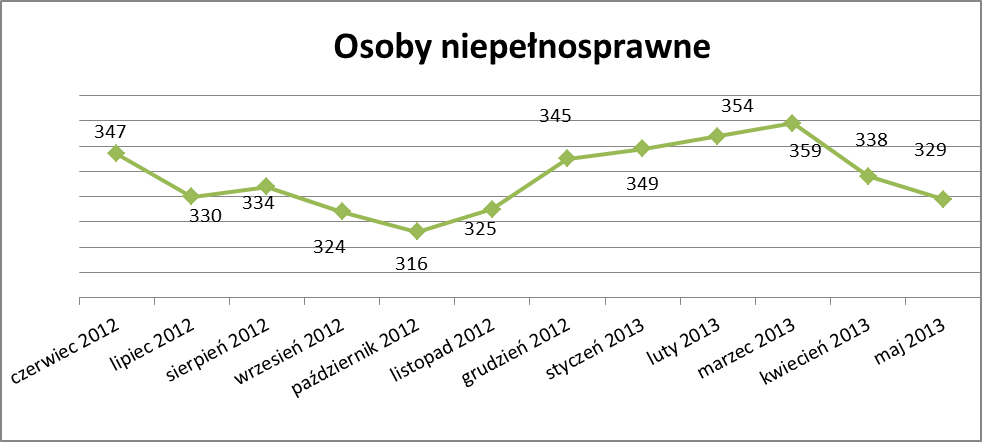 Osoby niepełnosprawne
347
330
334
324
316
325
345
349
354
359
338
329
czerwiec 2012
lipiec 2012
sierpień 2012
wrzesień 2012
październik 2012
listopad 2012
grudzień 2012
styczeń 2013
luty 2013
marzec 2013
kwiecień 2013
maj 2013